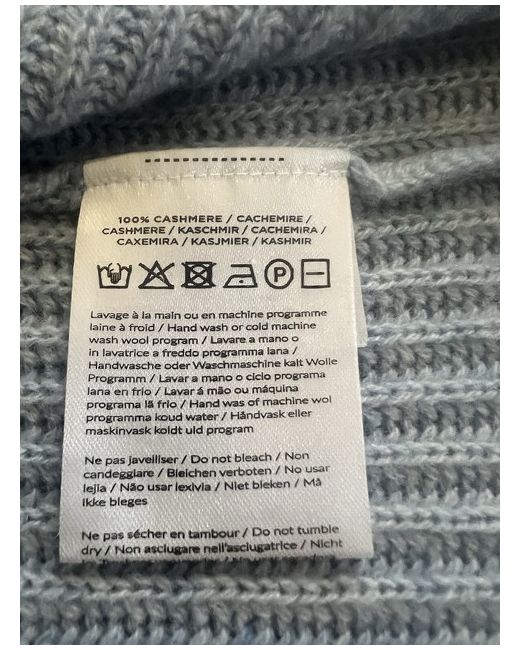 100% CASHMERE / CACHEMIRE /
CASHMERE / KASCHMIR / CACHEMIRA /
CAXEMIRA / KASJMIER / KASHMIR
P
Lavage à la main ou en machine programme
laine à froid / Hand wash or cold machine
wash wool program / Lavare a mano o
in lavatrice a freddo programma lana /
Handwasche oder Waschmaschine kalt Wolle
Programm / Lavar a mano o ciclo programa
lana en frio / Lavar á mão ou máquina
programa lã frio / Hand was of machine wol
programma koud water / Håndvask eller
maskinvask koldt uld program
Ne pas javelliser / Do not bleach / Non
candeggiare / Bleichen verboten / No usar
lejia / Não usar lexivia / Niet bleken / Må
ikke bleges
Ne pas sécher en tambour / Do not tumble
dry / Non asciugare nell'asciugatrice / Nicht